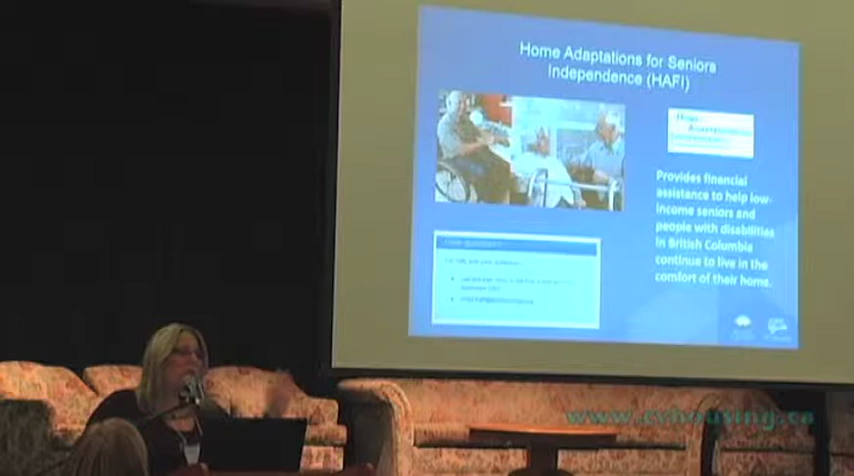 Home Adaptations for Seniors
Independence (HAFI)
Provides financial
assistance to help low-
income seniors and
people with disabilities
in British Columbia
continue to live in the
comfort of their home.
www.cvhousing.ca